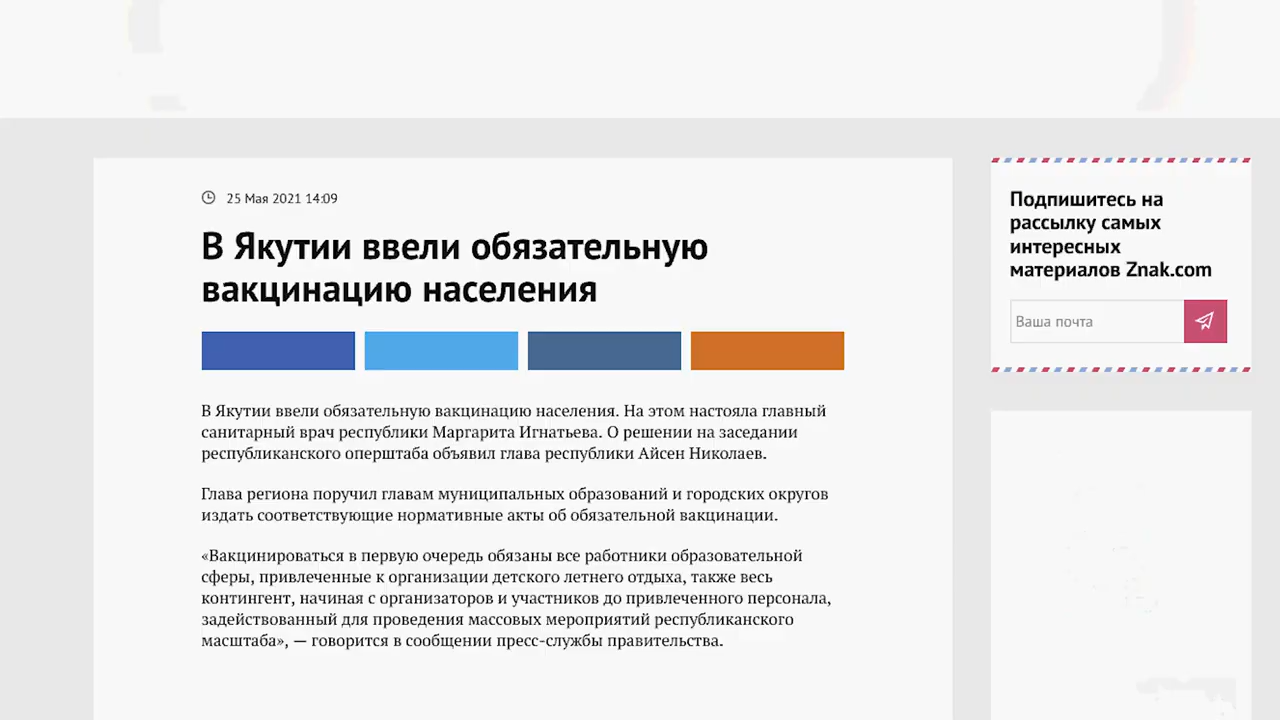 25 Мая 2021 14:09
В Якутии ввели обязательную
вакцинацию населения
В Якутии ввели обязательную вакцинацию населения. На этом настояла главный
санитарный врач республики Маргарита Игнатьева. О решении на заседании
республиканского оперштаба объявил глава республики Айсен Николаев.
Глава региона поручил главам муниципальных образований и городских округов
издать соответствующие нормативные акты об обязательной вакцинации.
«Вакцинироваться в первую очередь обязаны все работники образовательной
сферы, привлеченные к организации детского летнего отдыха, также весь
контингент, начиная с организаторов и участников до привлеченного персонала,
задействованный для проведения массовых мероприятий республиканского
масштаба», — говорится в сообщении пресс-службы правительства.
Подпишитесь на
рассылку самых
интересных
материалов Znak.com
Ваша почта